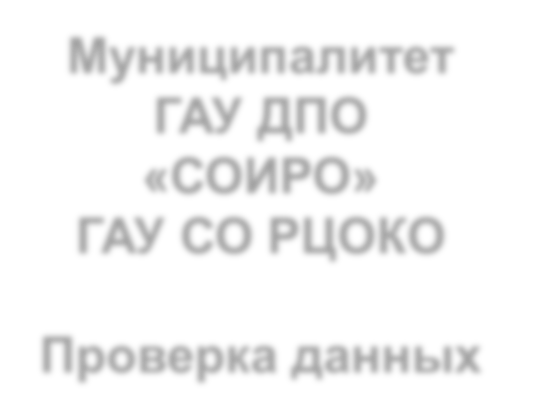 Муниципалитет
ГАУ ДПО
«СОИРО»
ГАУ СО РЦОКО
Проверка данных